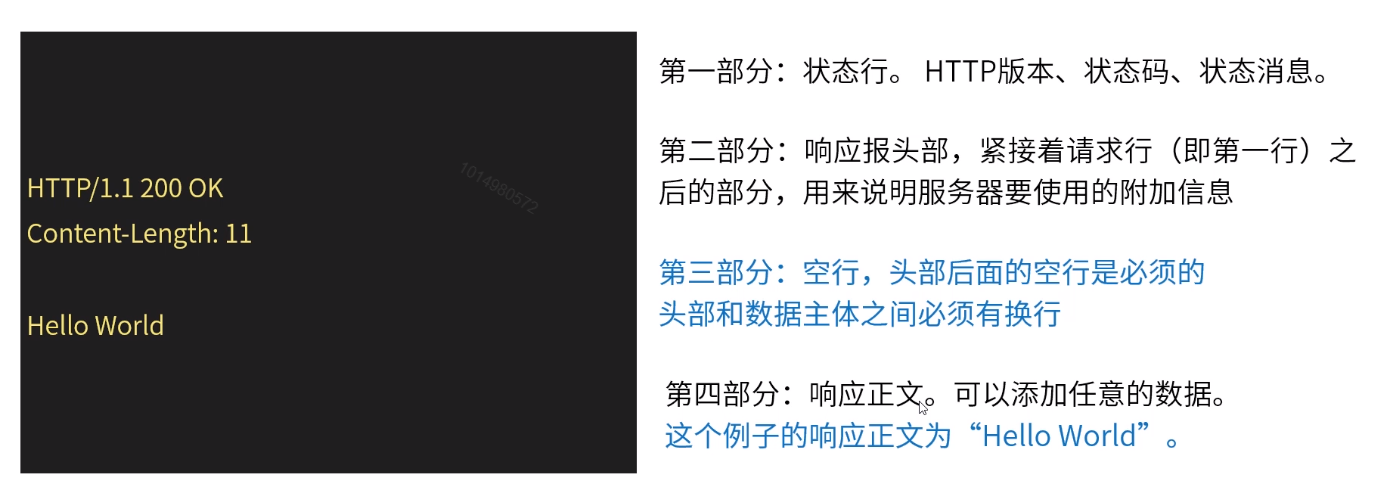 HTTP/1.1 200 OK
Content-Length: 11
Hello World
1014980572
第一部分：状态行。 HTTP版本、状态码、状态消息。
第二部分：响应报头部，紧接着请求行（即第一行）之
后的部分，用来说明服务器要使用的附加信息
第三部分：空行，头部后面的空行是必须的
头部和数据主体之间必须有换行
第四部分：响应正文。可以添加任意的数据。
这个例子的响应正文为“Hello World”。